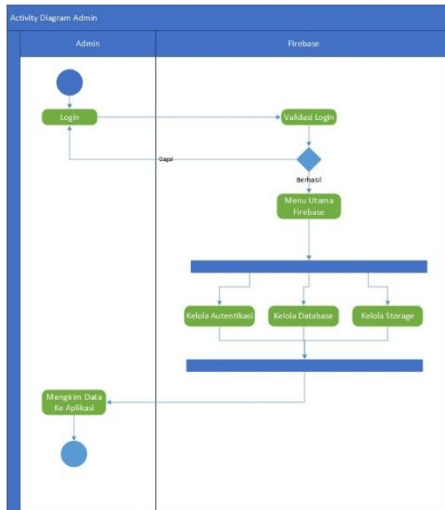 Activity Diagram Admin
Admin
Firebase
Login
Validasi Login
Gagal
Berhasil
Menu Utama
Firebase
Kelola Autentikasi
Kelola Database
Kelola Storage
Mengirim Data
Ke Aplikasi